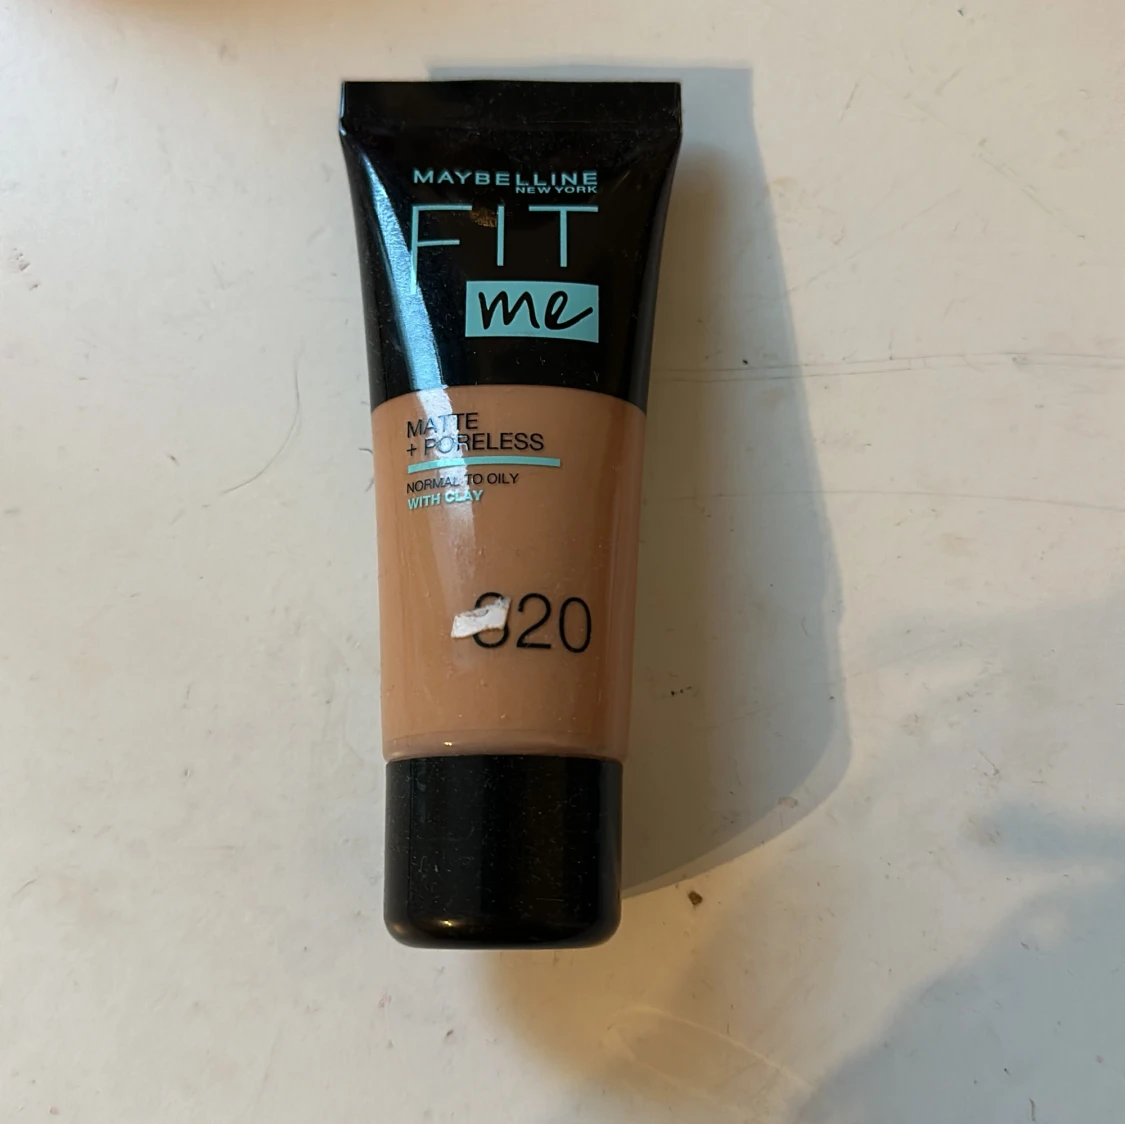 MAYBELLINE
NEW YORK
FIT
me
MATTE
+ PORELESS
NORMAL TO OILY
WITH CLAY
320